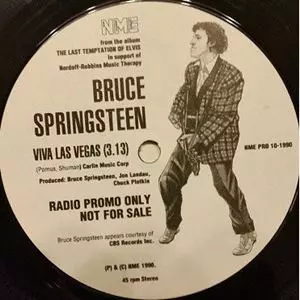 NME
from the album
THE LAST TEMPTATION OF ELVIS
in support of
Nordoff-Robbins Music Therapy
BRUCE
SPRINGSTEEN
VIVA LAS VEGAS (3.13)
(Pomus, Shuman) Carlin Music Corp
Produced: Bruce Springsteen, Jon Landau,
Chuck Plotkin
NME PRO 10-1990
RADIO PROMO ONLY
NOT FOR SALE
Bruce Springsteen appears courtesy of
CBS Records Inc.
(P) & (C) NME 1990.
45 rpm Stereo